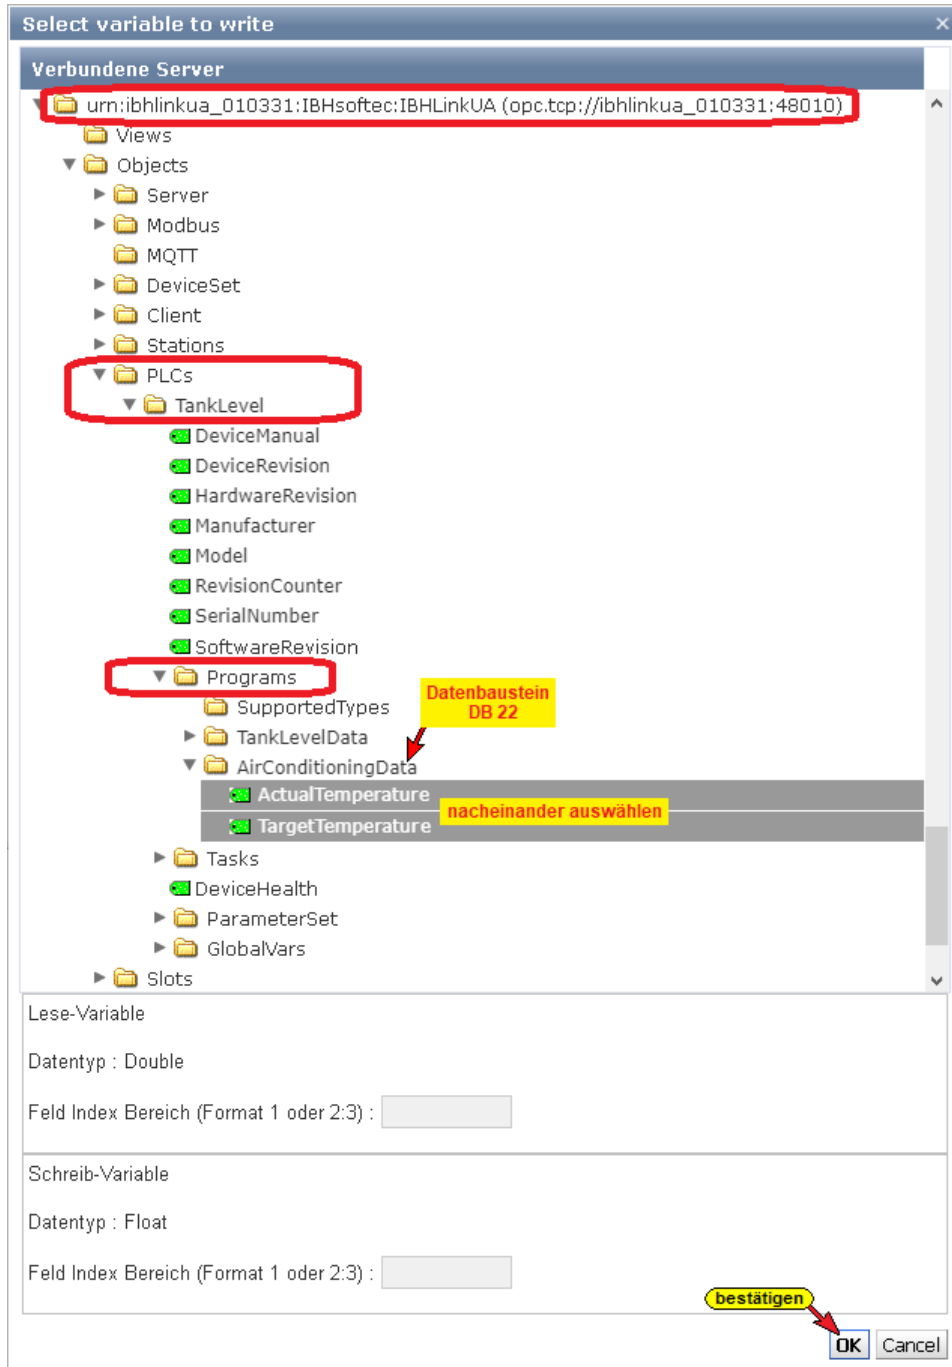 Select variable to write
Verbundene Server
urn:ibhlinkua_010331:IBHsoftec:IBHLinkUA (opc.tcp://ibhlinkua_010331:48010)
Views
Objects
Server
Modbus
MQTT
DeviceSet
Client
Stations
PLCs
TankLevel
DeviceManual
DeviceRevision
HardwareRevision
Manufacturer
Model
RevisionCounter
SerialNumber
SoftwareRevision
Programs
Datenbaustein
DB 22
SupportedTypes
TankLevelData
AirConditioningData
ActualTemperature
nacheinander auswählen
TargetTemperature
Tasks
DeviceHealth
ParameterSet
GlobalVars
Slots
Lese-Variable
Datentyp : Double
Feld Index Bereich (Format 1 oder 2:3) :
Schreib-Variable
Datentyp : Float
Feld Index Bereich (Format 1 oder 2:3) :
bestätigen
OK Cancel